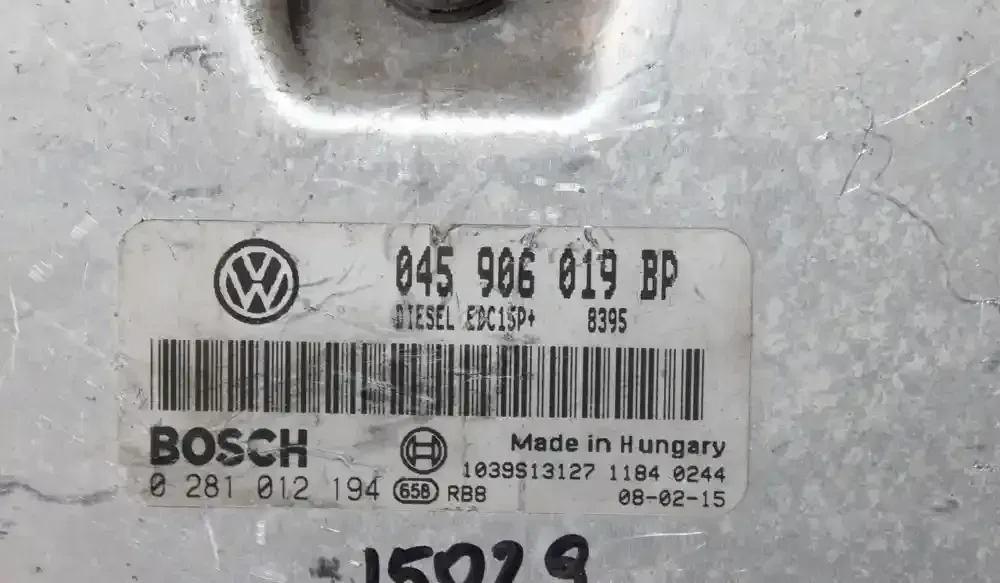 045 906 019 BP
DIESEL EDC15P+ 8395
BOSCH
Made in Hungary
1039S13127 1184 0244
0 281 012 194 658 RB8
08-02-15
15029